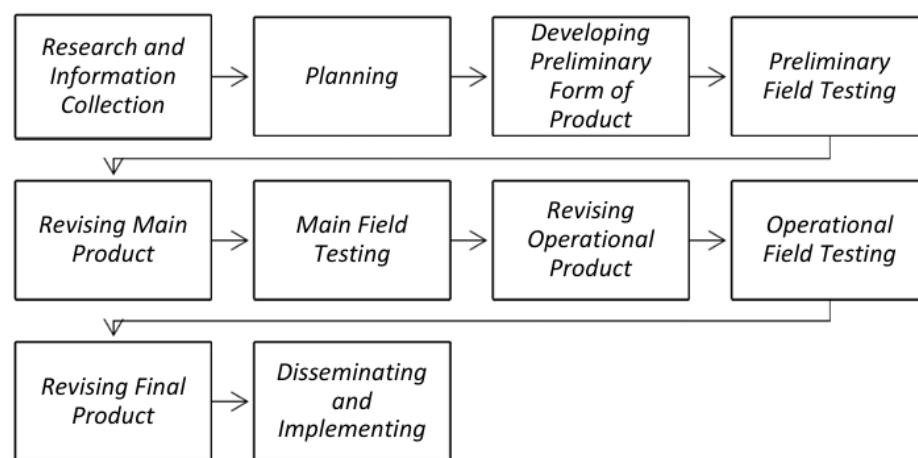 Research and
Information
Collection
Planning
Developing
Preliminary
Form of
Product
Preliminary
Field Testing
Revising Main
Product
Main Field
Testing
Revising
Operational
Product
Operational
Field Testing
Revising Final
Product
Disseminating
and
Implementing